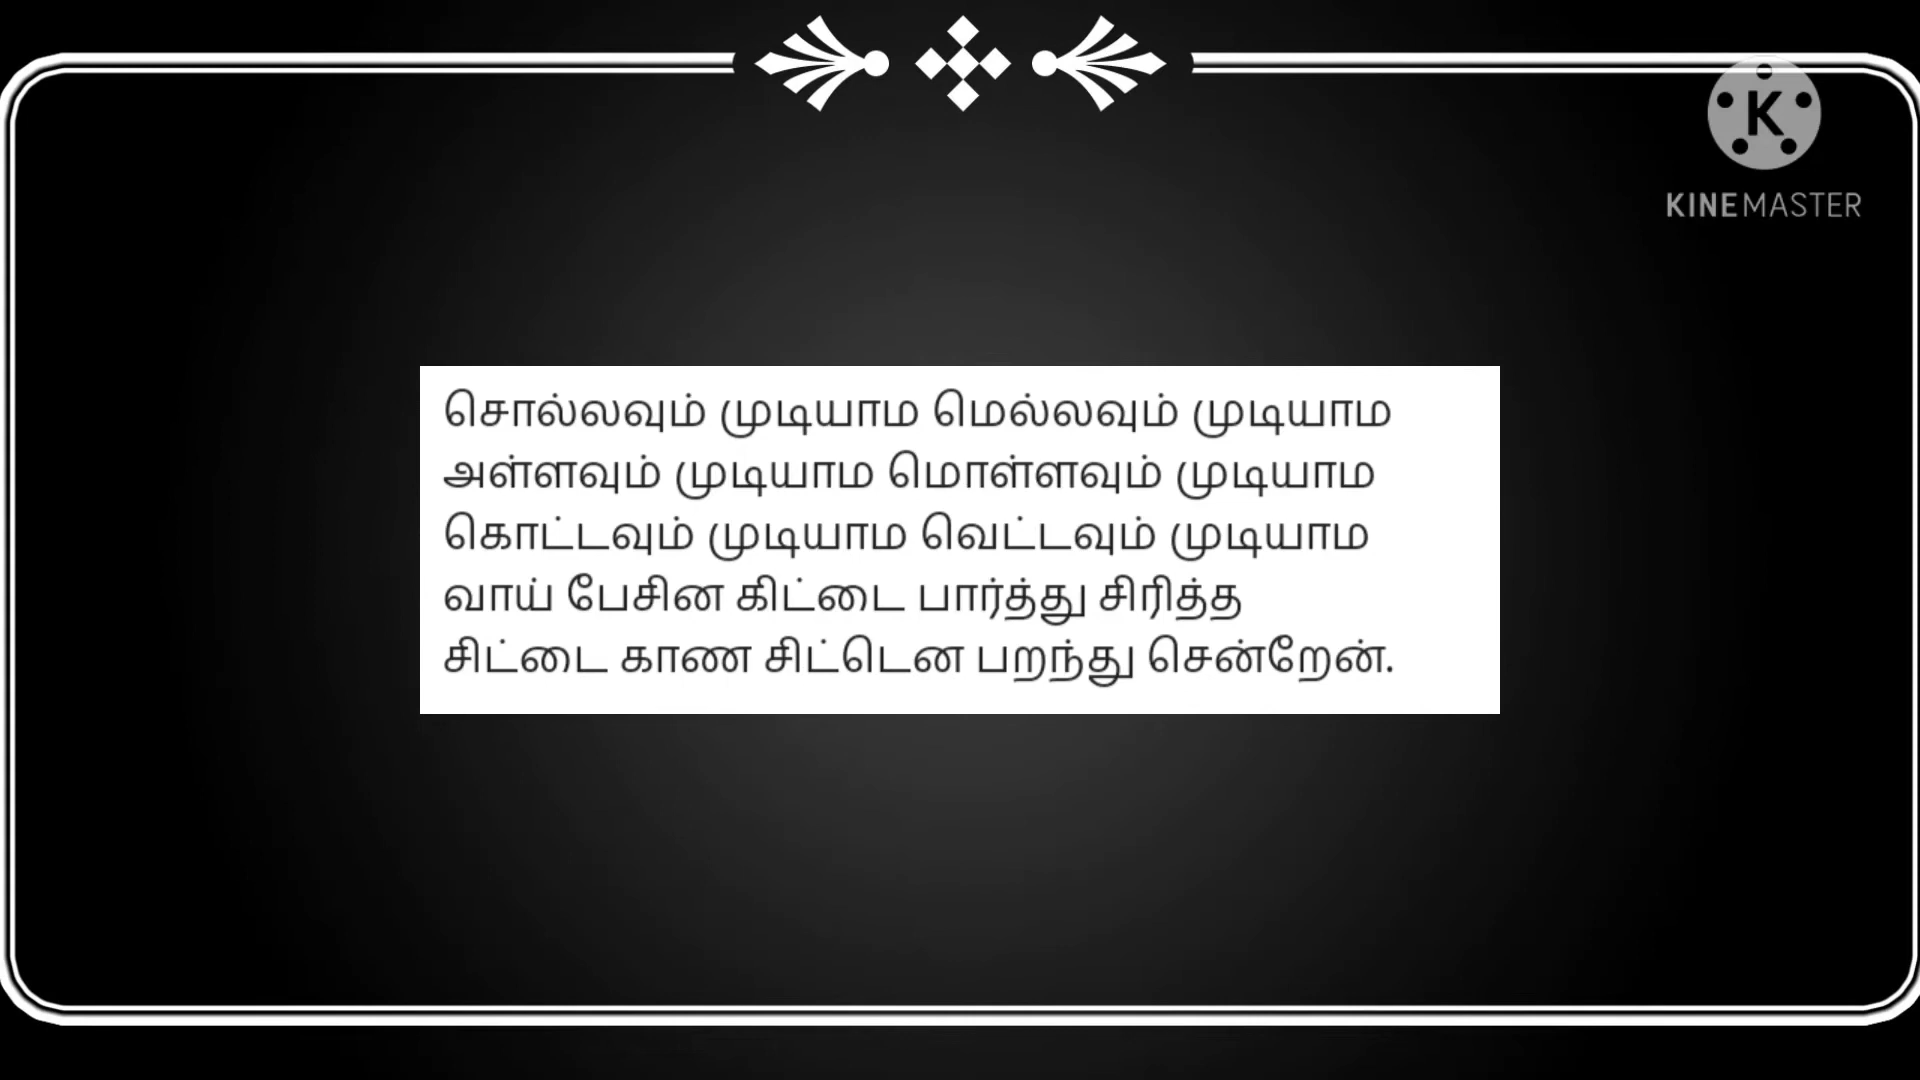 KINEMASTER
சொல்லவும் முடியாம மெல்லவும் முடியாம
அள்ளவும் முடியாம மொள்ளவும் முடியாம
கொட்டவும் முடியாம வெட்டவும் முடியாம
வாய் பேசின கிட்டை பார்த்து சிரித்த
சிட்டை காண சிட்டென பறந்து சென்றேன்.